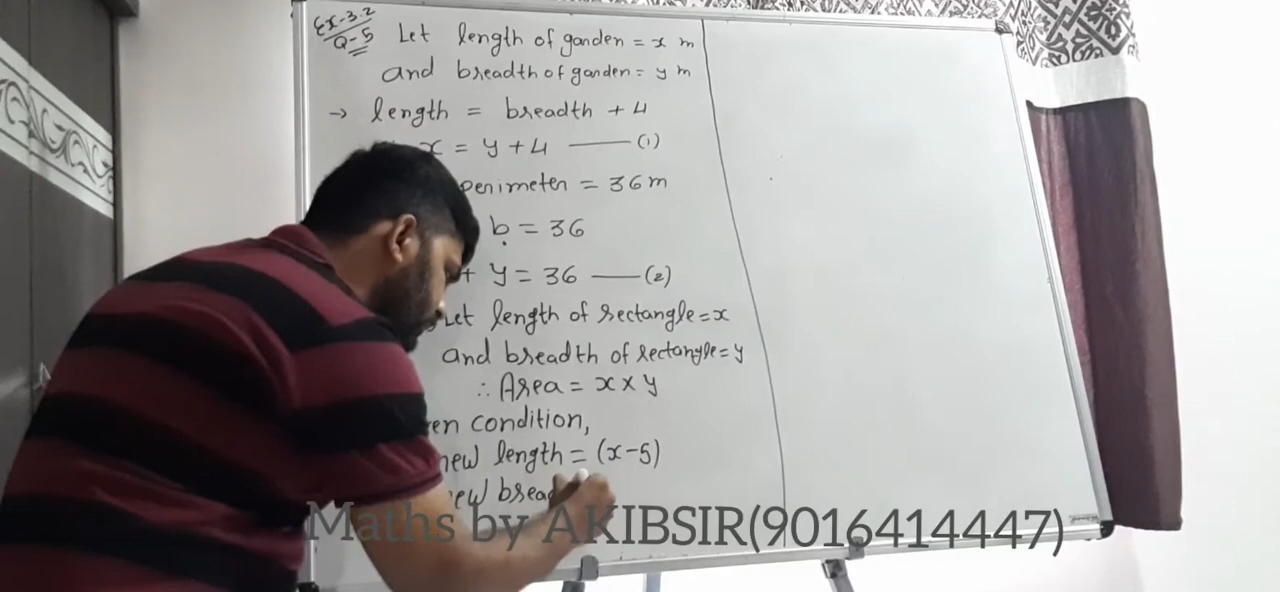 Ex-3.2
Q-5
Let length of garden = x m
and breadth of garden = y m
→ length = breadth + 4
x = y + 4 —— (1)
perimeter = 36 m
b = 36
+ y = 36 —— (2)
Let length of rectangle = x
and breadth of rectangle = y
∴ Area = x × y
condition,
new length = (x-5)
Maths by AKIBSIR(9016414447)